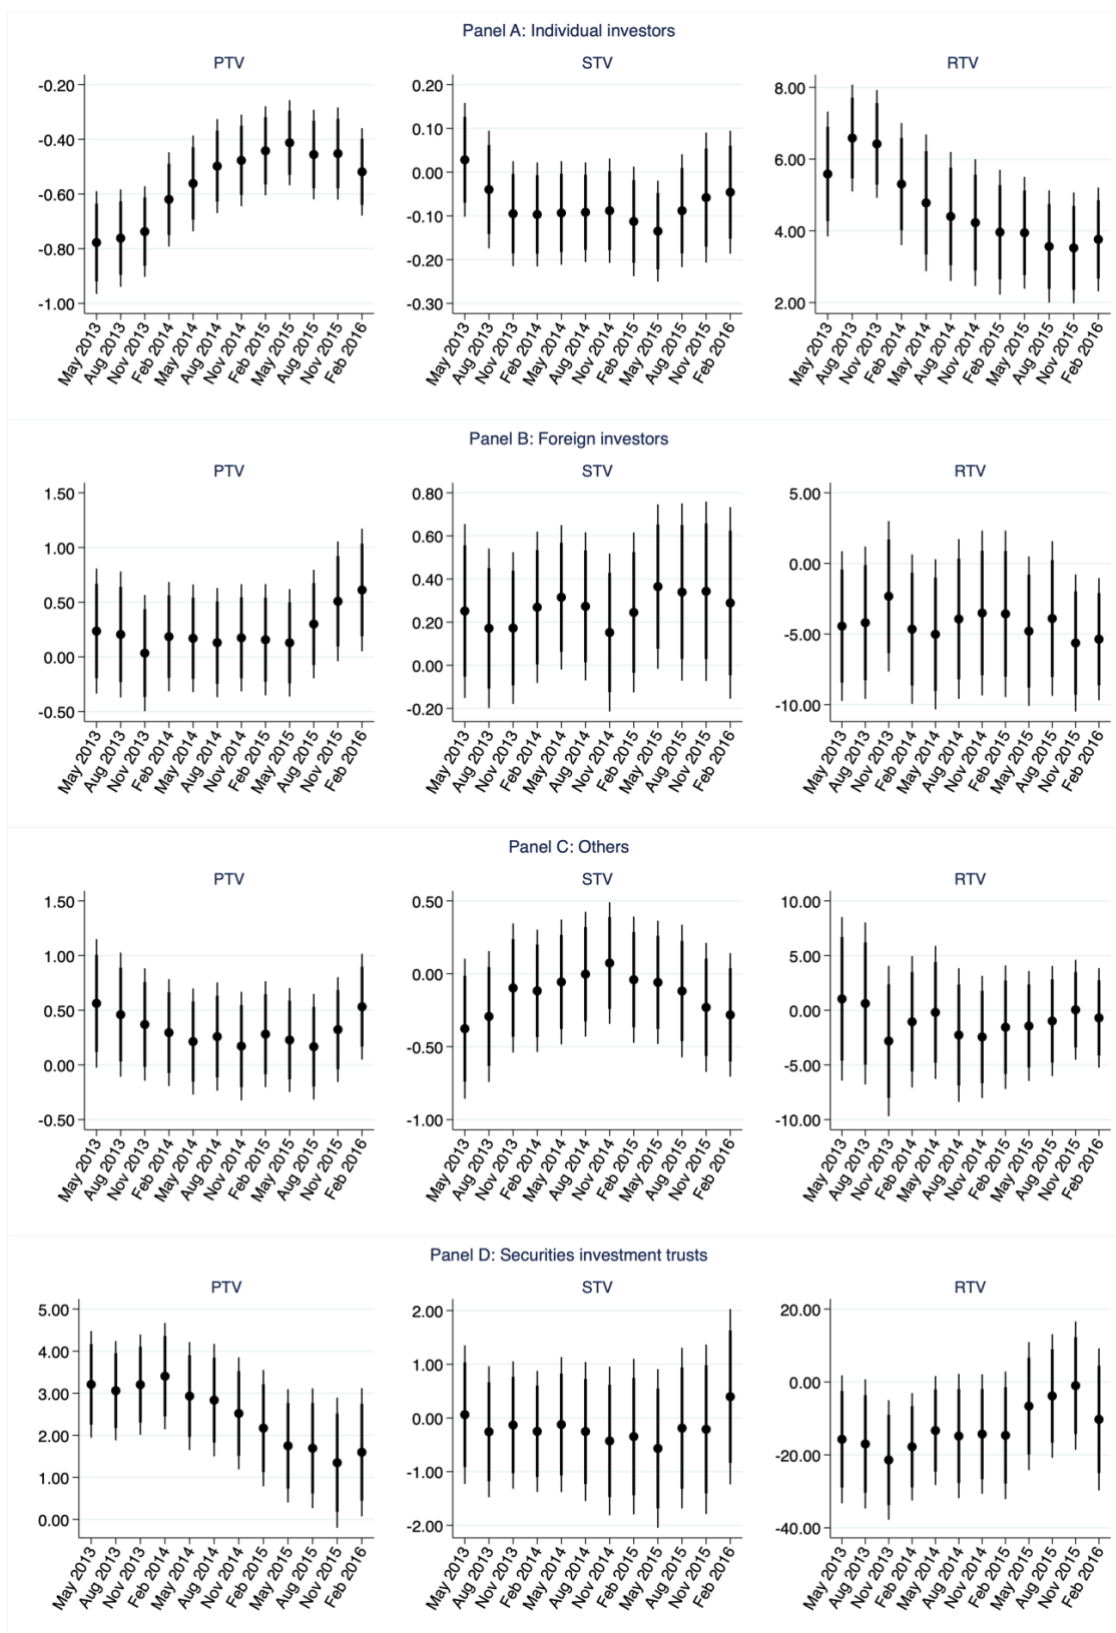 Panel A: Individual investors
PTV
STV
RTV
-0.20
-0.40
-0.60
-0.80
-1.00
May 2013
Aug 2013
Nov 2013
Feb 2014
May 2014
Aug 2014
Nov 2014
Feb 2015
May 2015
Aug 2015
Nov 2015
Feb 2016
0.20
0.10
0.00
-0.10
-0.20
-0.30
May 2013
Aug 2013
Nov 2013
Feb 2014
May 2014
Aug 2014
Nov 2014
Feb 2015
May 2015
Aug 2015
Nov 2015
Feb 2016
8.00
6.00
4.00
2.00
May 2013
Aug 2013
Nov 2013
Feb 2014
May 2014
Aug 2014
Nov 2014
Feb 2015
May 2015
Aug 2015
Nov 2015
Feb 2016
Panel B: Foreign investors
PTV
STV
RTV
1.50
1.00
0.50
0.00
-0.50
May 2013
Aug 2013
Nov 2013
Feb 2014
May 2014
Aug 2014
Nov 2014
Feb 2015
May 2015
Aug 2015
Nov 2015
Feb 2016
0.80
0.60
0.40
0.20
0.00
-0.20
May 2013
Aug 2013
Nov 2013
Feb 2014
May 2014
Aug 2014
Nov 2014
Feb 2015
May 2015
Aug 2015
Nov 2015
Feb 2016
5.00
0.00
-5.00
-10.00
May 2013
Aug 2013
Nov 2013
Feb 2014
May 2014
Aug 2014
Nov 2014
Feb 2015
May 2015
Aug 2015
Nov 2015
Feb 2016
Panel C: Others
PTV
STV
RTV
1.50
1.00
0.50
0.00
-0.50
May 2013
Aug 2013
Nov 2013
Feb 2014
May 2014
Aug 2014
Nov 2014
Feb 2015
May 2015
Aug 2015
Nov 2015
Feb 2016
0.50
0.00
-0.50
-1.00
May 2013
Aug 2013
Nov 2013
Feb 2014
May 2014
Aug 2014
Nov 2014
Feb 2015
May 2015
Aug 2015
Nov 2015
Feb 2016
10.00
5.00
0.00
-5.00
-10.00
May 2013
Aug 2013
Nov 2013
Feb 2014
May 2014
Aug 2014
Nov 2014
Feb 2015
May 2015
Aug 2015
Nov 2015
Feb 2016
Panel D: Securities investment trusts
PTV
STV
RTV
5.00
4.00
3.00
2.00
1.00
0.00
May 2013
Aug 2013
Nov 2013
Feb 2014
May 2014
Aug 2014
Nov 2014
Feb 2015
May 2015
Aug 2015
Nov 2015
Feb 2016
2.00
1.00
0.00
-1.00
-2.00
May 2013
Aug 2013
Nov 2013
Feb 2014
May 2014
Aug 2014
Nov 2014
Feb 2015
May 2015
Aug 2015
Nov 2015
Feb 2016
20.00
0.00
-20.00
-40.00
May 2013
Aug 2013
Nov 2013
Feb 2014
May 2014
Aug 2014
Nov 2014
Feb 2015
May 2015
Aug 2015
Nov 2015
Feb 2016